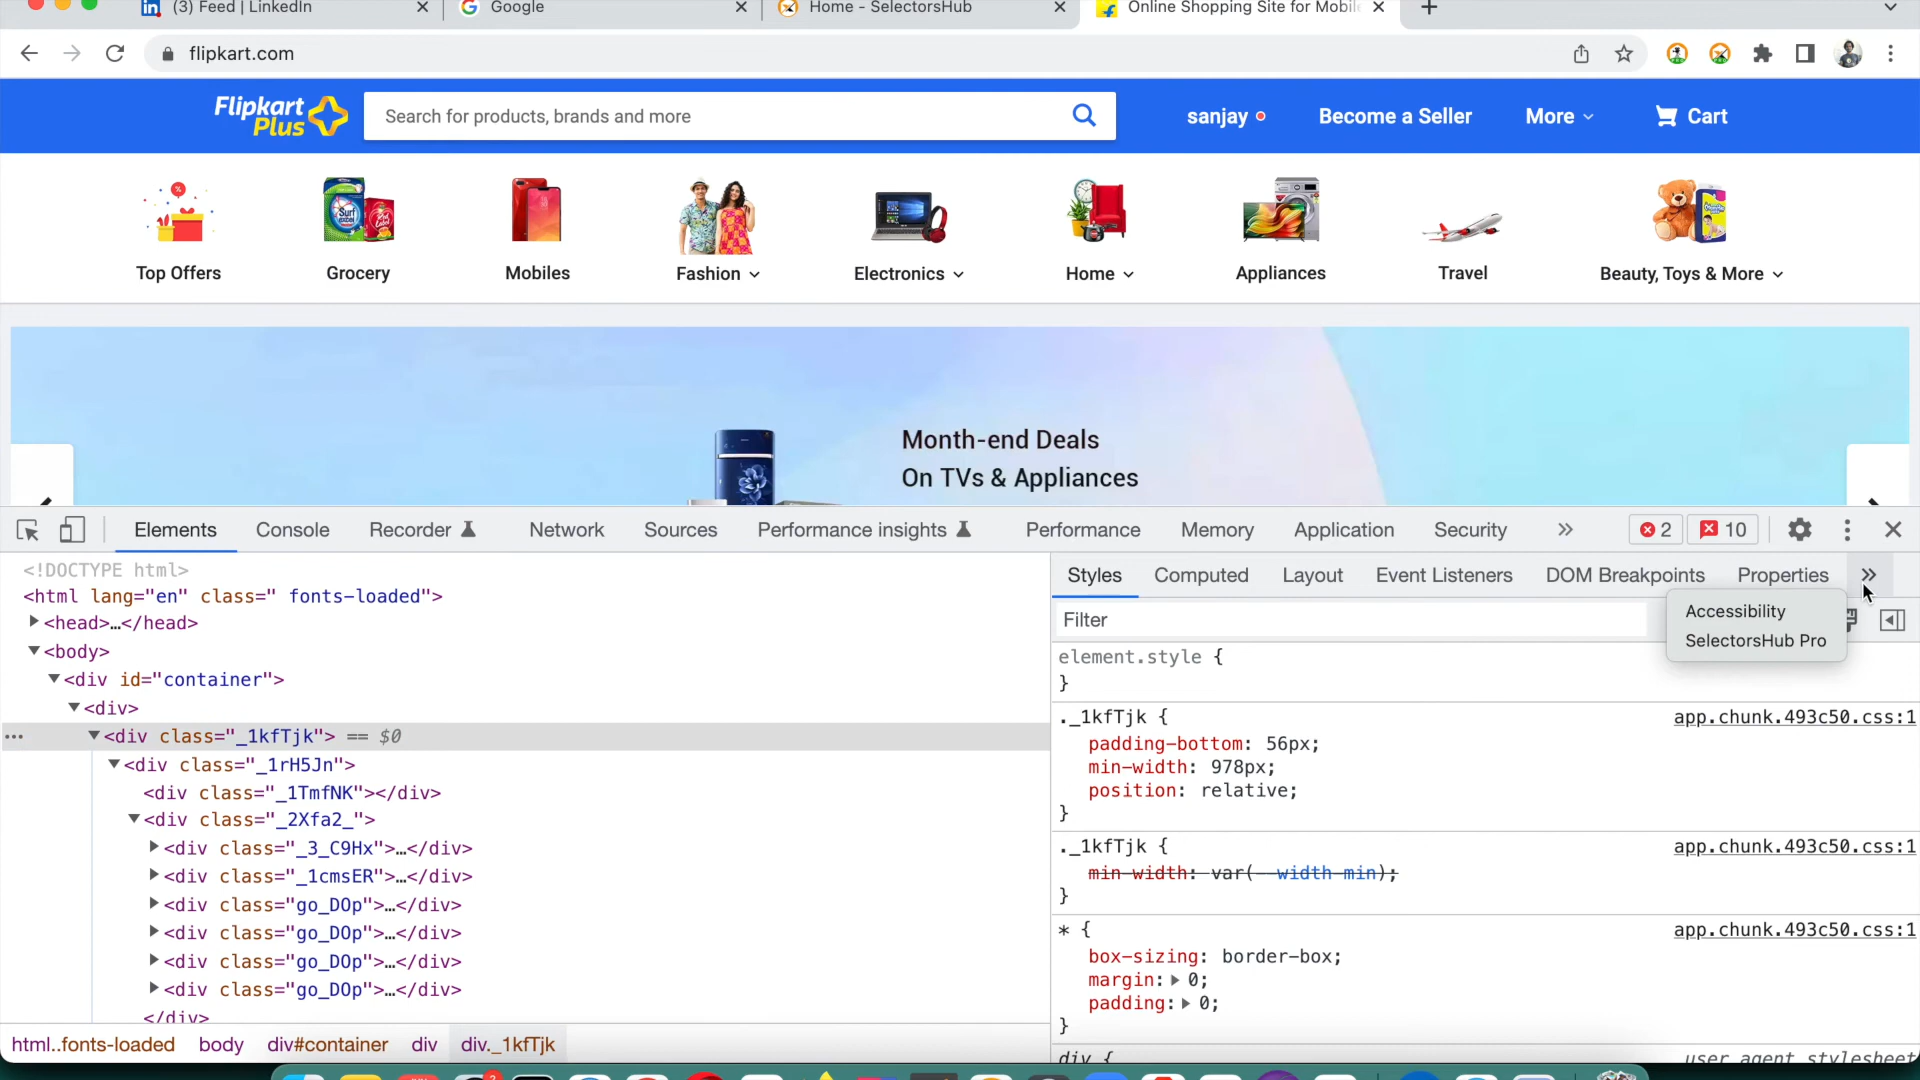 (3) Feed | LinkedIn
Google
Home - SelectorsHub
Online Shopping Site for Mobil
flipkart.com
Flipkart
Plus
Search for products, brands and more
sanjay
Become a Seller
More
Cart
Top Offers
Grocery
Mobiles
Fashion
Electronics
Home
Appliances
Travel
Beauty, Toys & More
Month-end Deals
On TVs & Appliances
Elements
Console
Recorder
Network
Sources
Performance insights
Performance
Memory
Application
Security
2
10
<!DOCTYPE html>
<html lang="en" class=" fonts-loaded">
<head>…</head>
<body>
<div id="container">
<div>
<div class="_1kfTjk"> == $0
<div class="_1rH5Jn">
<div class="_1TmfNK"></div>
<div class="_2Xfa2_">
<div class="_3_C9Hx">…</div>
<div class="_1cmsER">…</div>
<div class="go_DOp">…</div>
<div class="go_DOp">…</div>
<div class="go_DOp">…</div>
<div class="go_DOp">…</div>
</div>
html..fonts-loaded
body
div#container
div
div._1kfTjk
Styles
Computed
Layout
Event Listeners
DOM Breakpoints
Properties
Accessibility
SelectorsHub Pro
Filter
element.style {
}
._1kfTjk {
app.chunk.493c50.css:1
padding-bottom: 56px;
min-width: 978px;
position: relative;
}
._1kfTjk {
app.chunk.493c50.css:1
min-width: var(--width-min);
}
* {
app.chunk.493c50.css:1
box-sizing: border-box;
margin: 0;
padding: 0;
}
div {
user agent stylesheet